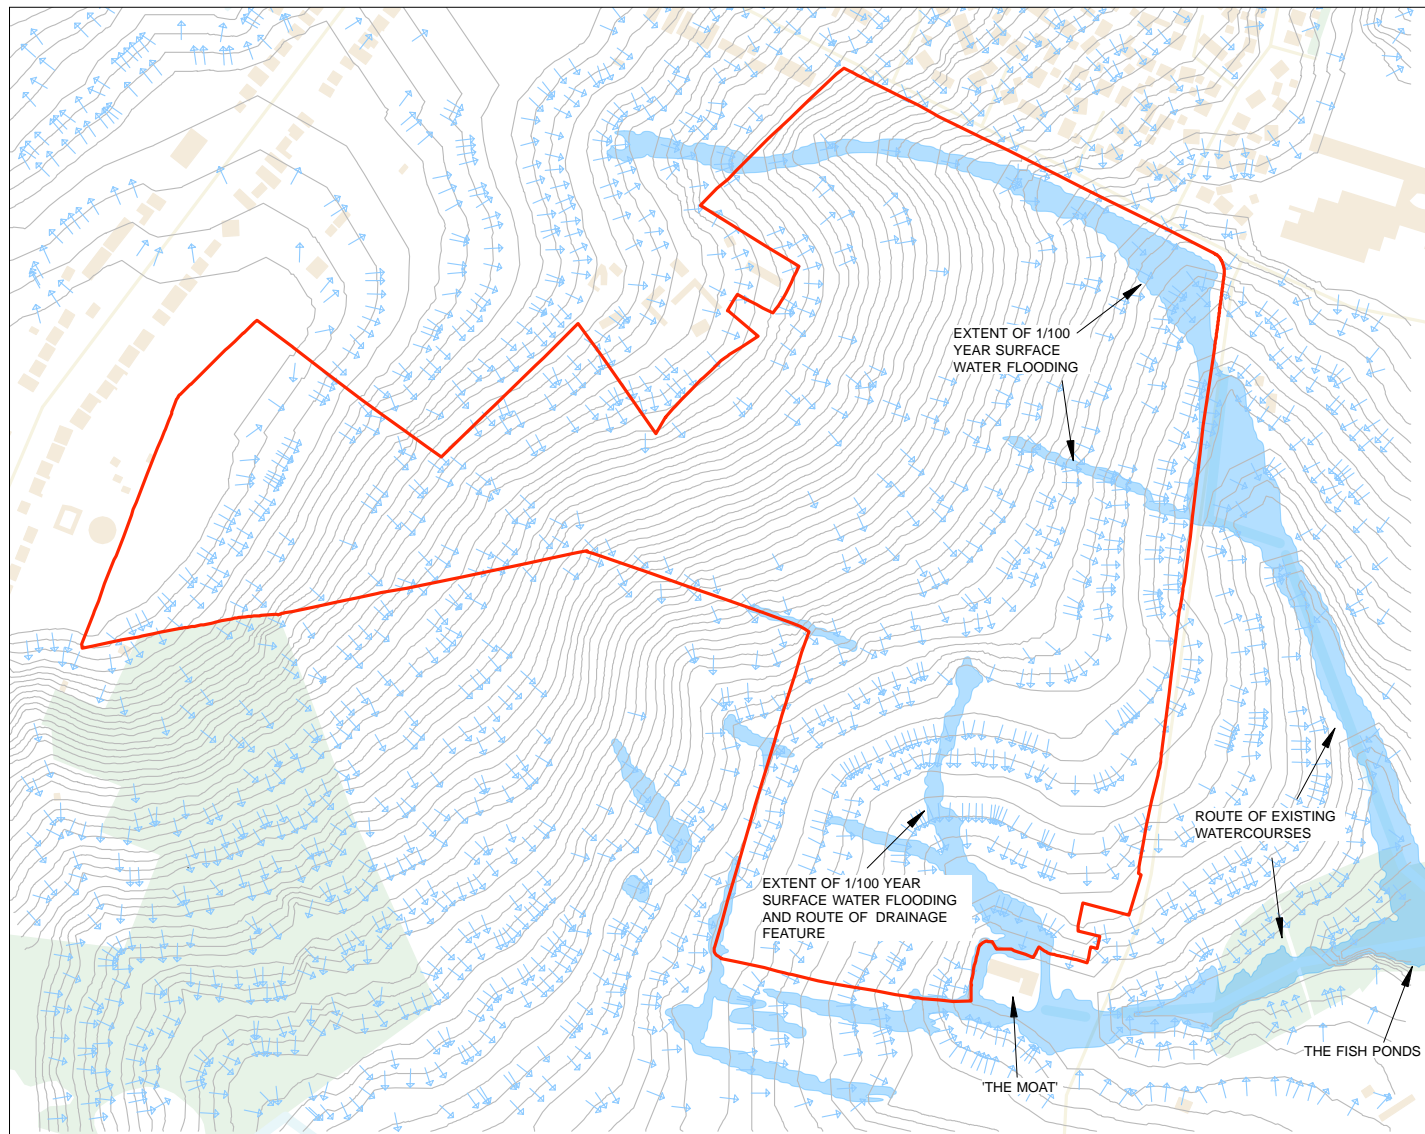 EXTENT OF 1/100
YEAR SURFACE
WATER FLOODING
ROUTE OF EXISTING
WATERCOURSES
EXTENT OF 1/100 YEAR
SURFACE WATER FLOODING
AND ROUTE OF DRAINAGE
FEATURE
THE FISH PONDS
'THE MOAT'